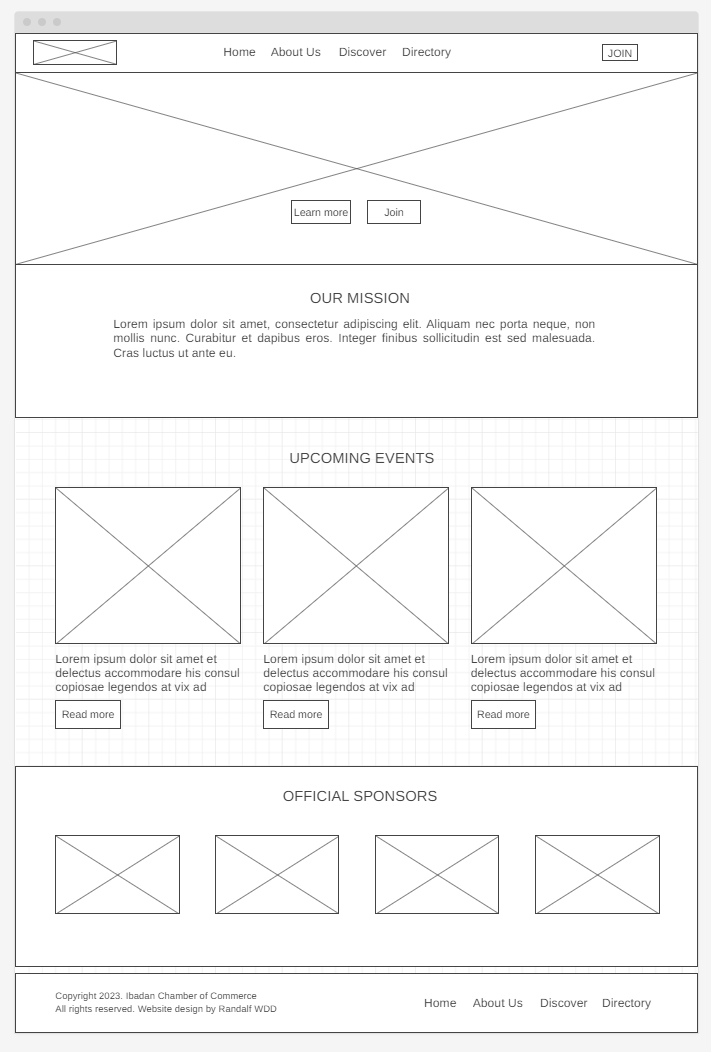 Home About Us Discover Directory JOIN
Learn more Join
OUR MISSION
Lorem ipsum dolor sit amet, consectetur adipiscing elit. Aliquam nec porta neque, non
mollis nunc. Curabitur et dapibus eros. Integer finibus sollicitudin est sed malesuada.
Cras luctus ut ante eu.
UPCOMING EVENTS
Lorem ipsum dolor sit amet et
delectus accommodare his consul
copiosae legendos at vix ad
Read more
Lorem ipsum dolor sit amet et
delectus accommodare his consul
copiosae legendos at vix ad
Read more
Lorem ipsum dolor sit amet et
delectus accommodare his consul
copiosae legendos at vix ad
Read more
OFFICIAL SPONSORS
Copyright 2023. Ibadan Chamber of Commerce
All rights reserved. Website design by Randalf WDD
Home About Us Discover Directory